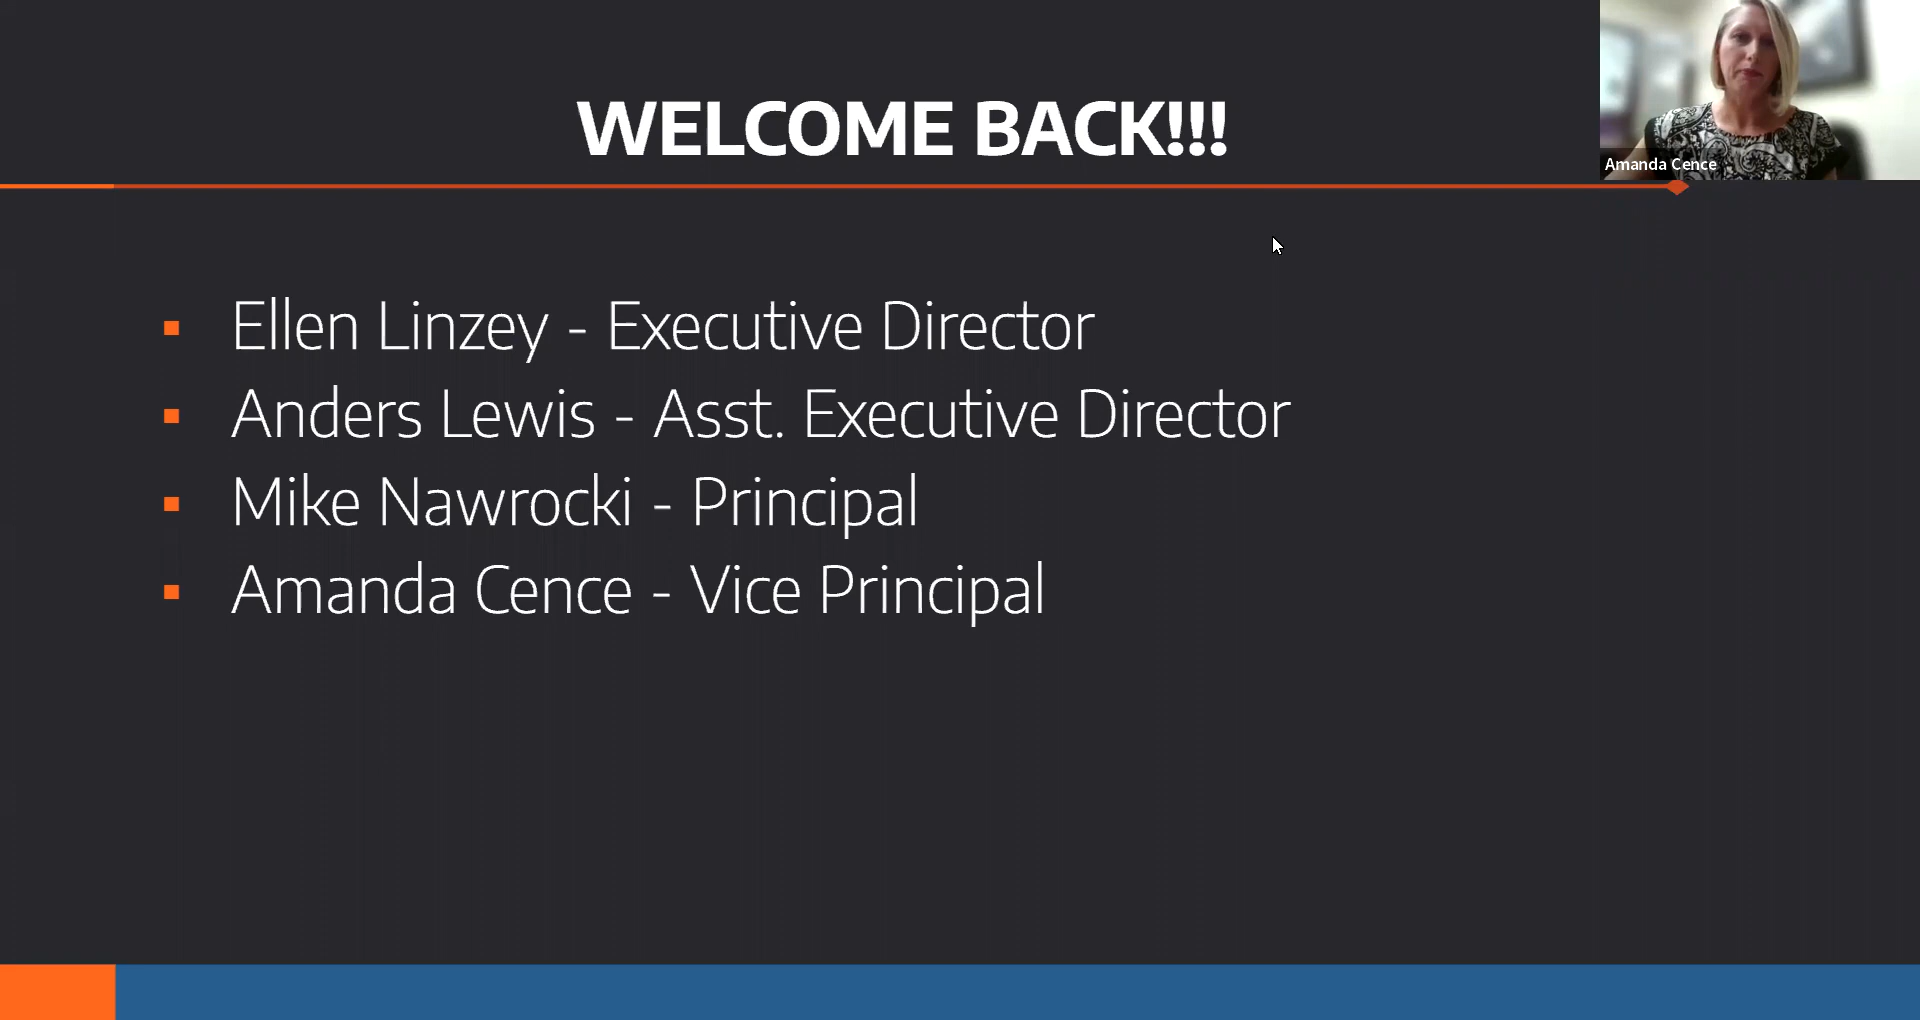 WELCOME BACK!!!
Amanda Cence
Ellen Linzey - Executive Director
Anders Lewis - Asst. Executive Director
Mike Nawrocki - Principal
Amanda Cence - Vice Principal